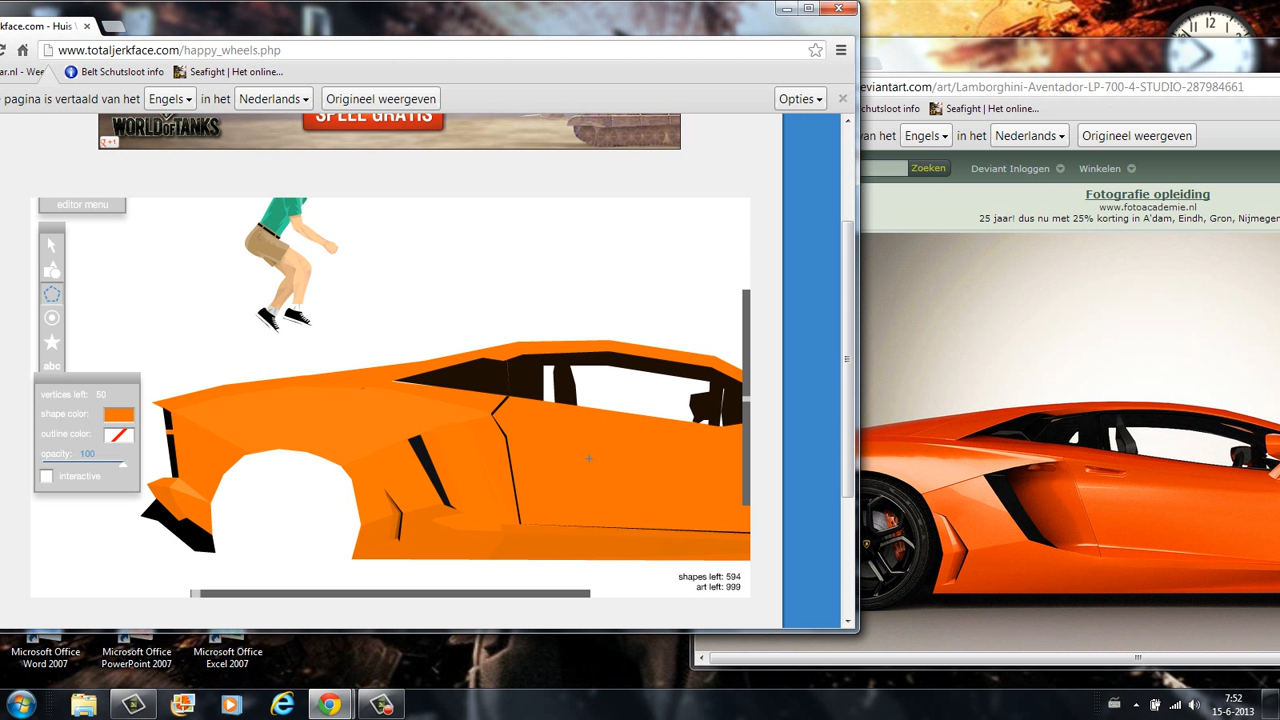 kface.com - Huis
www.totaljerkface.com/happy_wheels.php
ar.nl - Wee
Belt Schutsloot info
Seafight | Het online...
pagina is vertaald van het
Engels
in het
Nederlands
Origineel weergeven
Opties
WORLD OF TANKS
SPEEL GRATIS
+1
editor menu
abc
vertices left: 50
shape color:
outline color:
opacity: 100
interactive
shapes left: 594
art left: 999
12
eviantart.com/art/Lamborghini-Aventador-LP-700-4-STUDIO-287984661
sloot info
Seafight | Het online...
van het
Engels
in het
Nederlands
Origineel weergeven
Zoeken
Deviant Inloggen
Winkelen
Fotografie opleiding
www.fotoacademie.nl
25 jaar! dus nu met 25% korting in A'dam, Eindh, Gron, Nijmegen
Microsoft Office
Word 2007
Microsoft Office
PowerPoint 2007
Microsoft Office
Excel 2007
7:52
15-6-2013